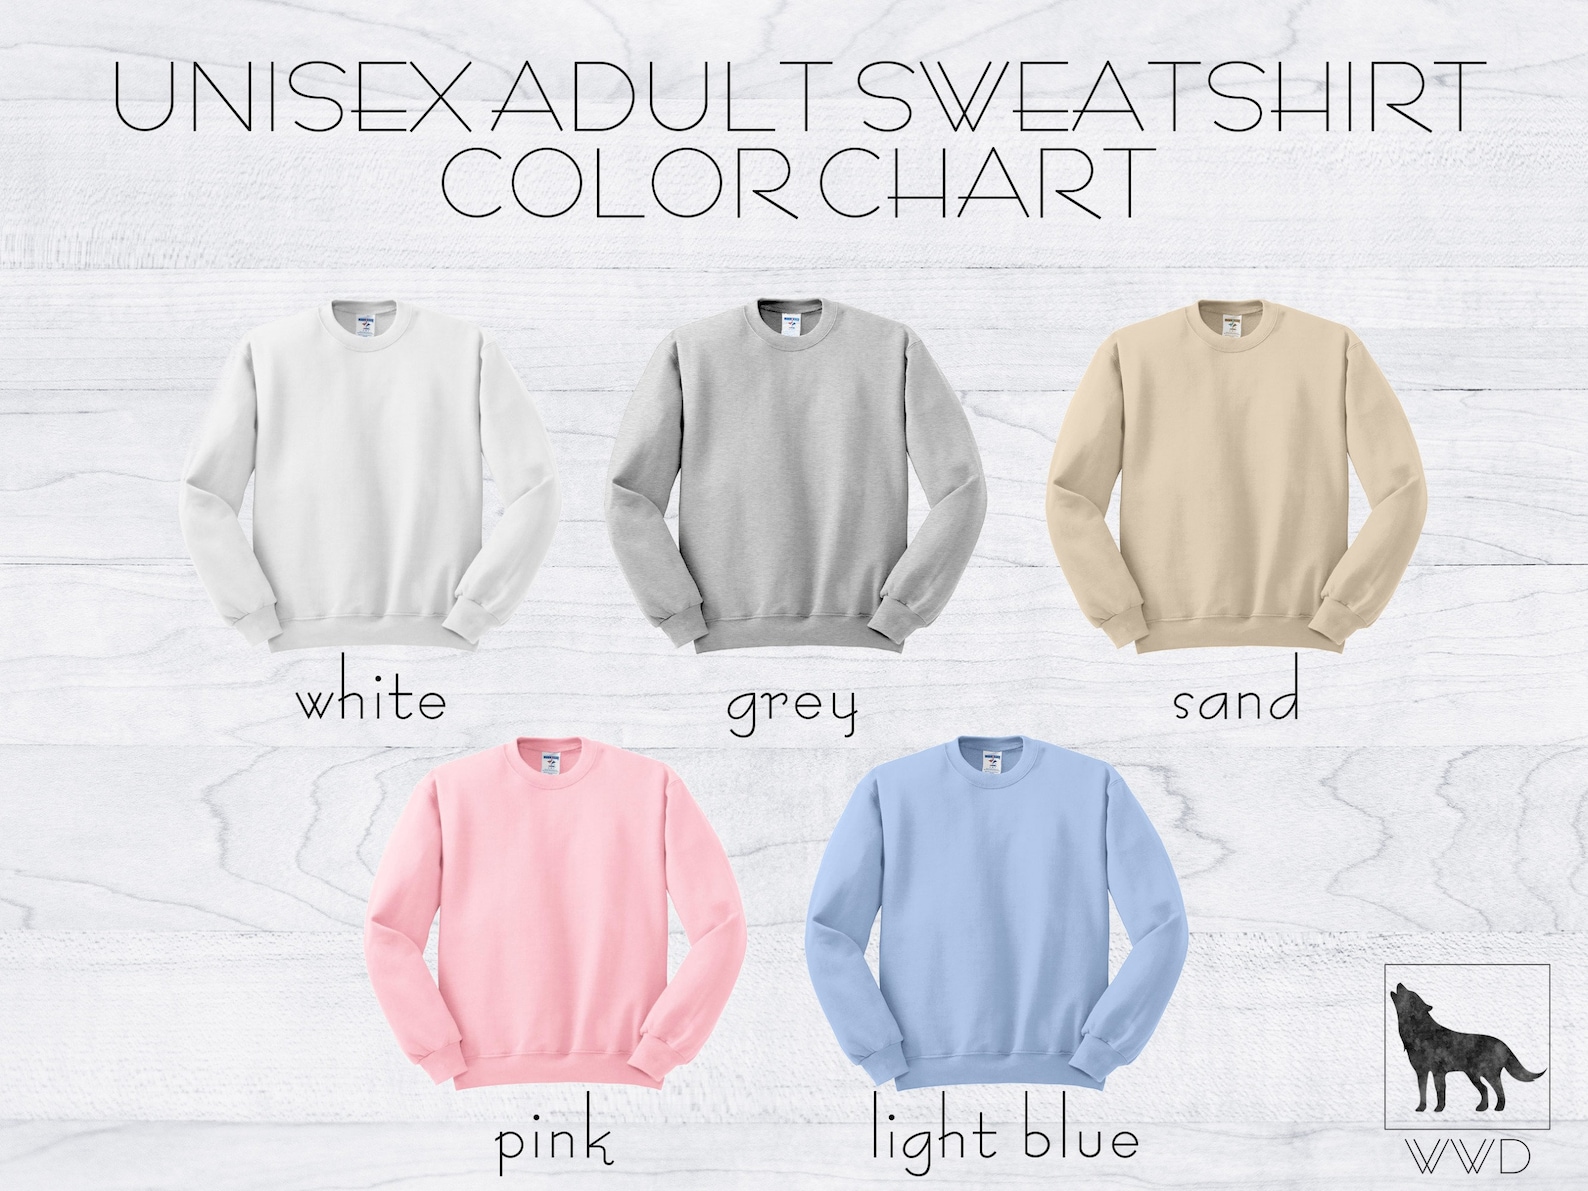 UNISEX ADULT SWEATSHIRT
COLOR CHART
white
grey
sand
pink
light blue
WWD